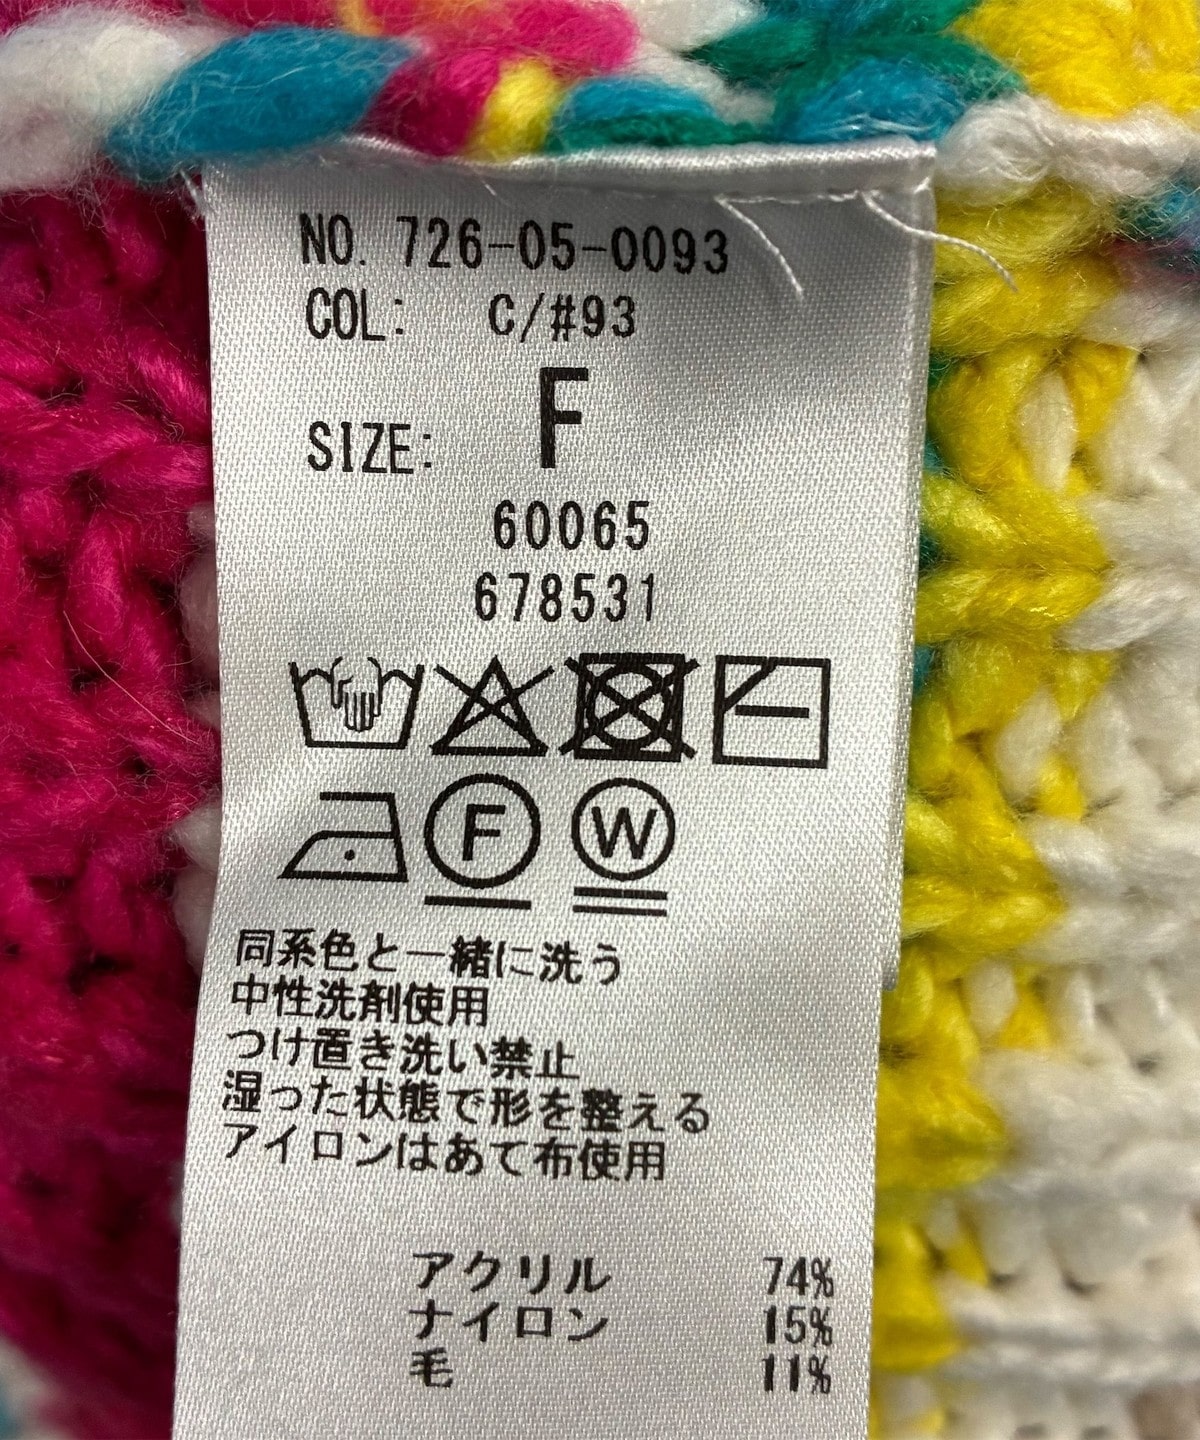 NO. 726-05-0093
COL: C/#93
SIZE: F
60065
678531
F W
同系色と一緒に洗う
中性洗剤使用
つけ置き洗い禁止
湿った状態で形を整える
アイロンはあて布使用
アクリル 74%
ナイロン 15%
毛 11%